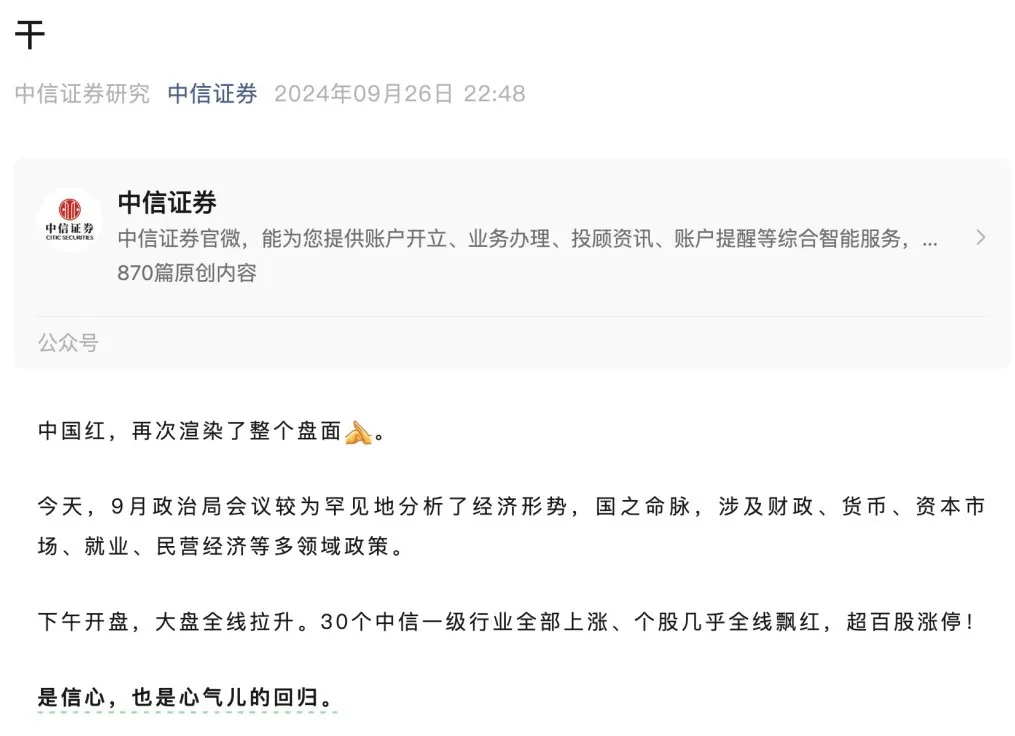 干
中信证券研究 中信证券 2024年09月26日 22:48
中信证券
CITIC SECURITIES
中信证券
中信证券官微，能为您提供账户开立、业务办理、投顾资讯、账户提醒等综合智能服务，...
870篇原创内容
公众号
中国红，再次渲染了整个盘面🙏。
今天，9月政治局会议较为罕见地分析了经济形势，国之命脉，涉及财政、货币、资本市
场、就业、民营经济等多领域政策。
下午开盘，大盘全线拉升。30个中信一级行业全部上涨、个股几乎全线飘红，超百股涨停！
是信心，也是心气儿的回归。